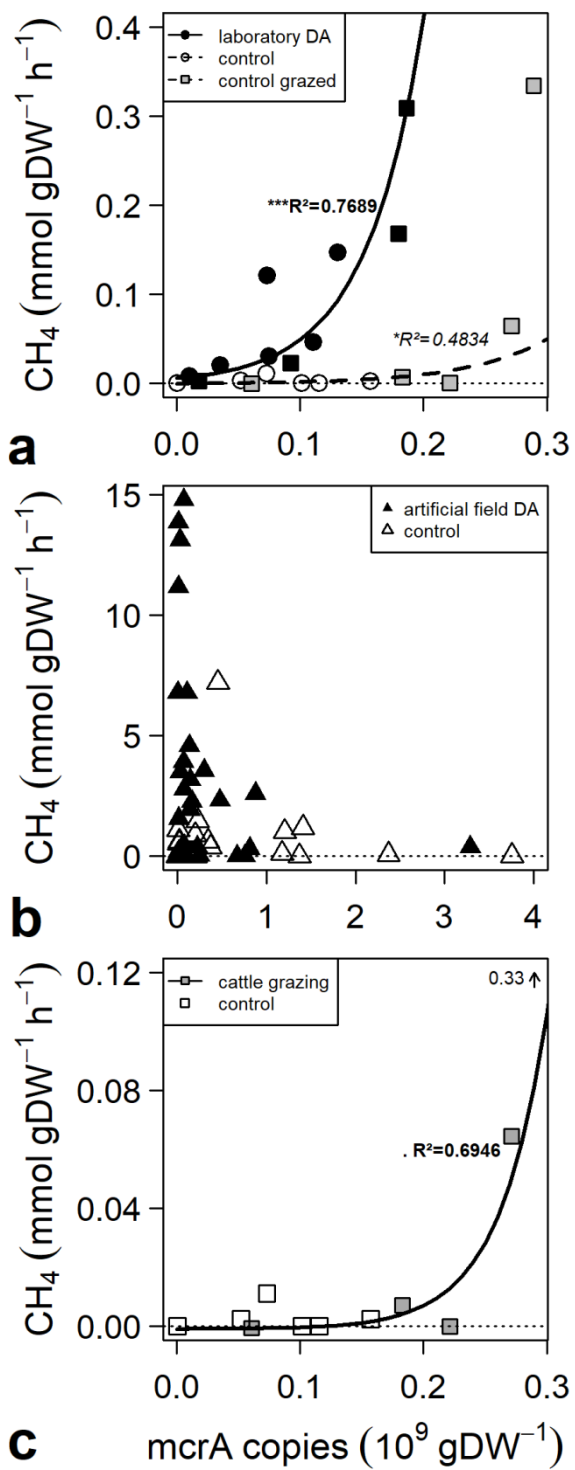 0.4
0.3
0.2
0.1
0.0
CH₄ (mmol gDW⁻¹ h⁻¹)
laboratory DA
control
control grazed
***R²=0.7689
*R²=0.4834
0.0 0.1 0.2 0.3
a
15
10
5
0
CH₄ (mmol gDW⁻¹ h⁻¹)
artificial field DA
control
0 1 2 3 4
b
0.12
0.08
0.04
0.00
CH₄ (mmol gDW⁻¹ h⁻¹)
cattle grazing
control
0.33
. R²=0.6946
0.0 0.1 0.2 0.3
c mcrA copies (10⁹ gDW⁻¹)